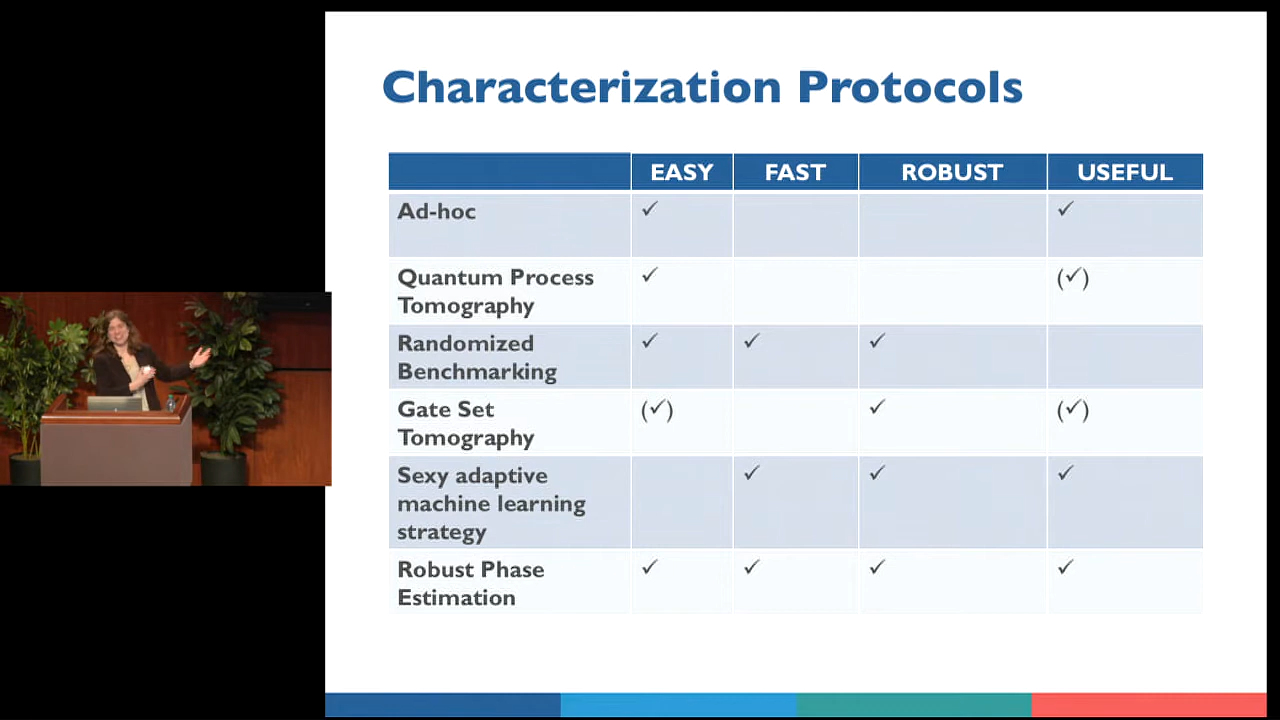 Characterization Protocols
EASY FAST ROBUST USEFUL
Ad-hoc ✓ ✓
Quantum Process ✓ (✓)
Tomography
Randomized ✓ ✓ ✓
Benchmarking
Gate Set (✓) ✓ (✓)
Tomography
Sexy adaptive ✓ ✓ ✓
machine learning
strategy
Robust Phase ✓ ✓ ✓ ✓
Estimation